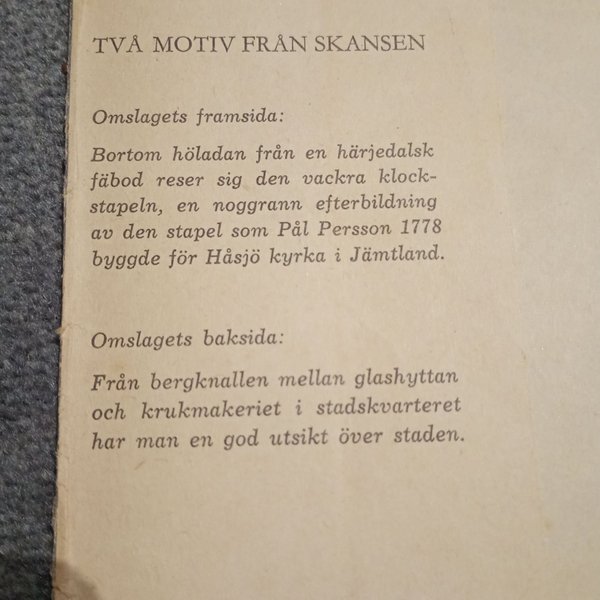 TVÅ MOTIV FRÅN SKANSEN
Omslagets framsida:
Bortom höladan från en härjedalsk
fäbod reser sig den vackra klock-
stapeln, en noggrann efterbildning
av den stapel som Pål Persson 1778
byggde för Håsjö kyrka i Jämtland.
Omslagets baksida:
Från bergknallen mellan glashyttan
och krukmakeriet i stadskvarteret
har man en god utsikt över staden.